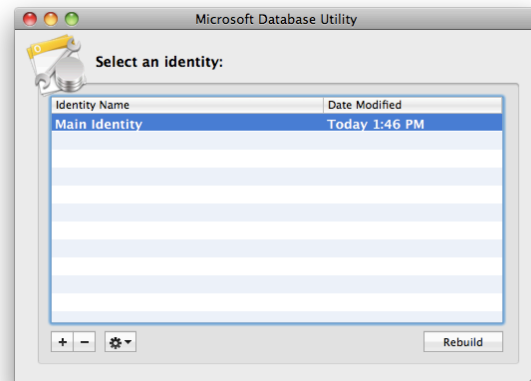 Microsoft Database Utility
Select an identity:
Identity Name Date Modified
Main Identity Today 1:46 PM
+ − Rebuild